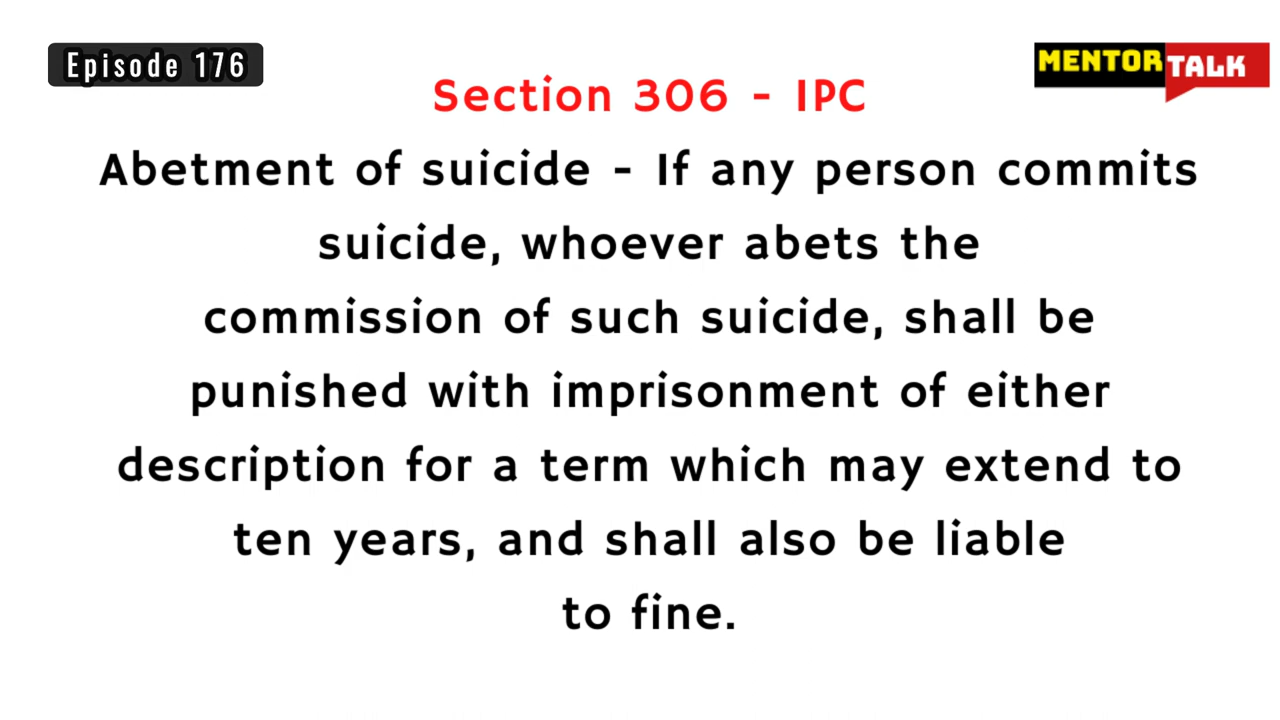 Episode 176
MENTOR TALK
Section 306 - IPC
Abetment of suicide - If any person commits
suicide, whoever abets the
commission of such suicide, shall be
punished with imprisonment of either
description for a term which may extend to
ten years, and shall also be liable
to fine.